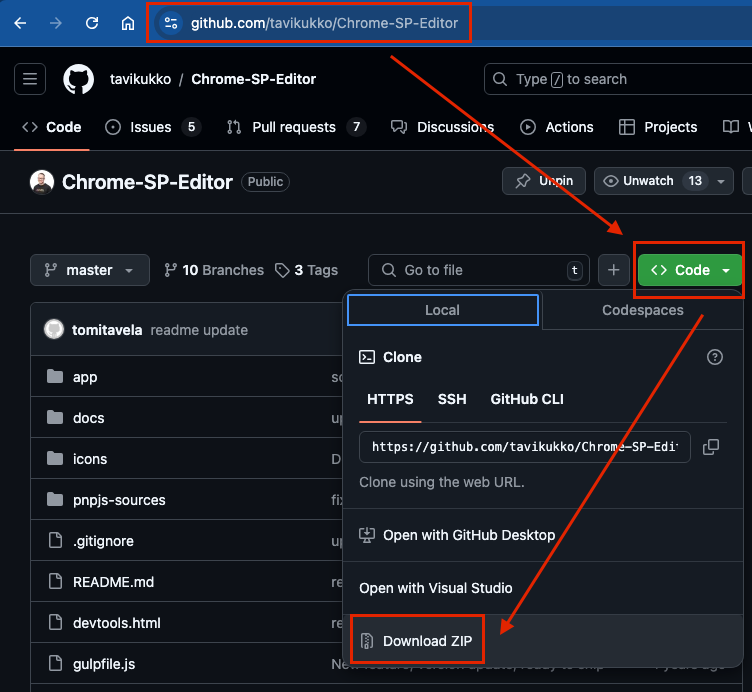 github.com/tavikukko/Chrome-SP-Editor
tavikukko / Chrome-SP-Editor
Type / to search
Code
Issues 5
Pull requests 7
Discussions
Actions
Projects
Chrome-SP-Editor Public
Unpin
Unwatch 13
master
10 Branches
3 Tags
Go to file t
Code
Local
Codespaces
tomitavela readme update
Clone
HTTPS
SSH
GitHub CLI
https://github.com/tavikukko/Chrome-SP-Edi
Clone using the web URL.
Open with GitHub Desktop
Open with Visual Studio
Download ZIP
app
docs
icons
pnpjs-sources
.gitignore
README.md
devtools.html
gulpfile.js